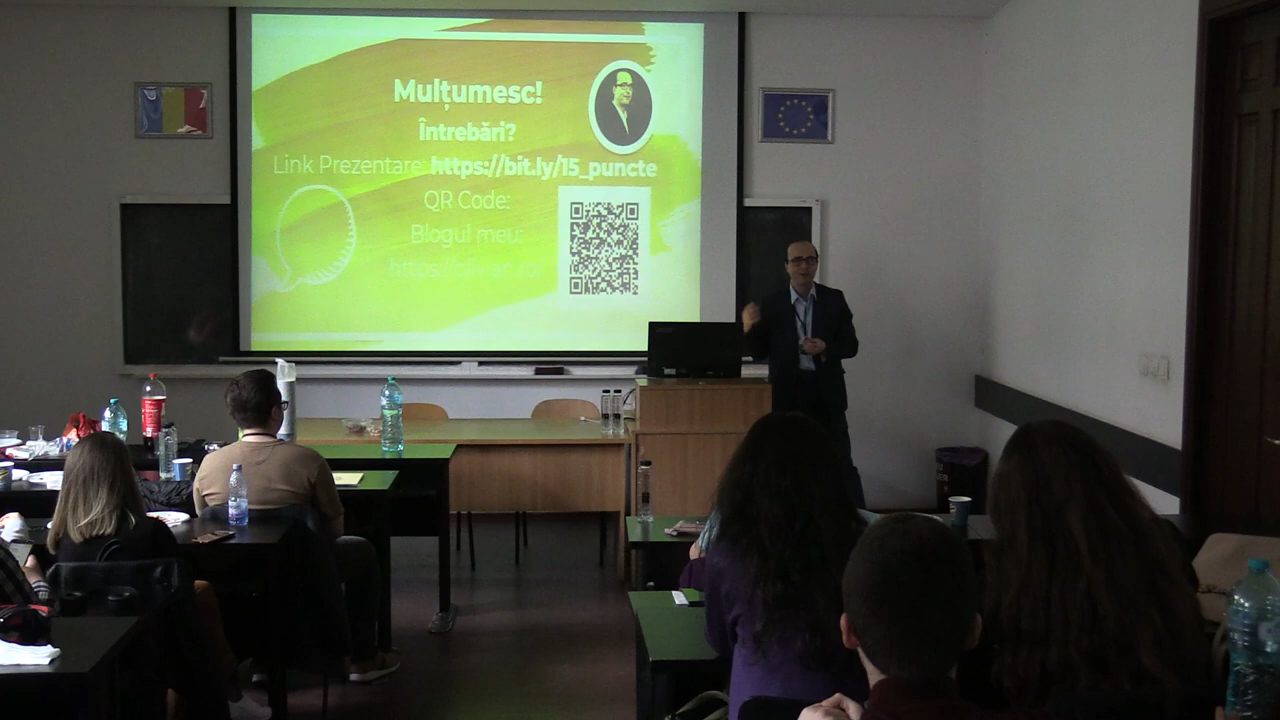 Mulțumesc!
Întrebări?
Link Prezentare: https://bit.ly/15_puncte
QR Code:
Blogul meu: